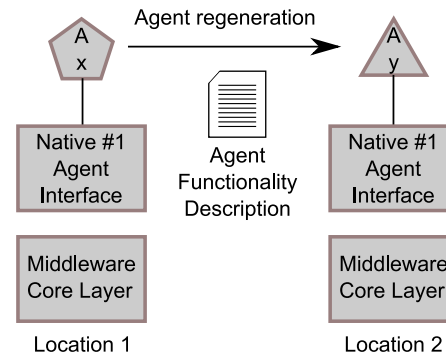 Agent regeneration
A
x
A
y
Native #1
Agent
Interface
Agent
Functionality
Description
Native #1
Agent
Interface
Middleware
Core Layer
Middleware
Core Layer
Location 1
Location 2